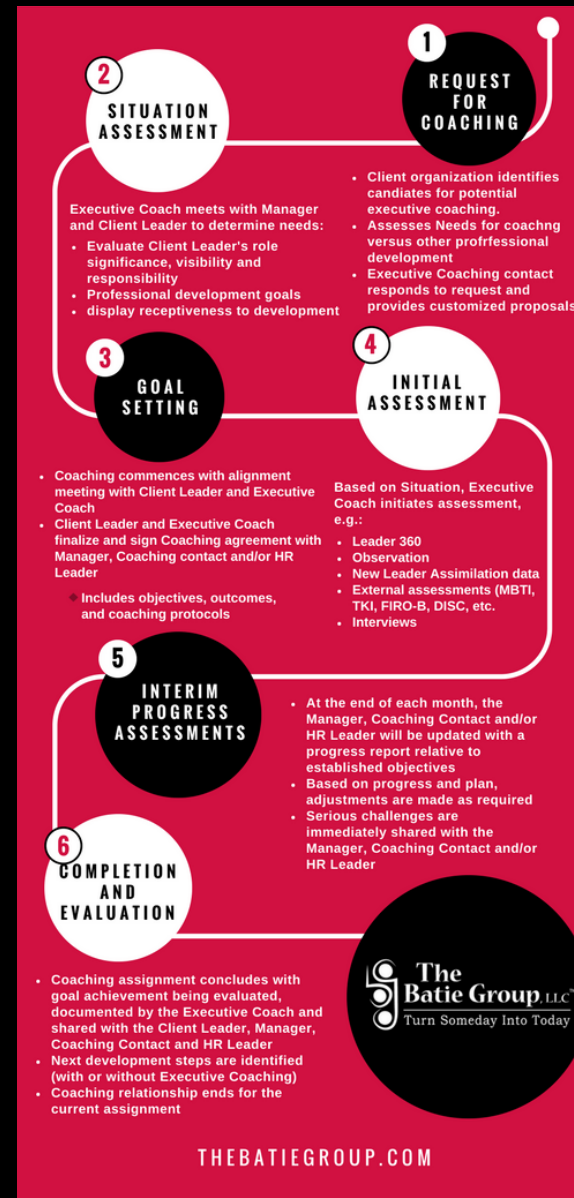 1
REQUEST
FOR
COACHING
• Client organization identifies
candiates for potential
executive coaching.
• Assesses Needs for coachng
versus other profrfessional
development
• Executive Coaching contact
responds to request and
provides customized proposals
2
SITUATION
ASSESSMENT
Executive Coach meets with Manager
and Client Leader to determine needs:
• Evaluate Client Leader's role
significance, visibility and
responsibility
• Professional development goals
• display receptiveness to development
3
GOAL
SETTING
• Coaching commences with alignment
meeting with Client Leader and Executive
Coach
• Client Leader and Executive Coach
finalize and sign Coaching agreement with
Manager, Coaching contact and/or HR
Leader
◆ Includes objectives, outcomes,
and coaching protocols
4
INITIAL
ASSESSMENT
Based on Situation, Executive
Coach initiates assessment,
e.g.:
• Leader 360
• Observation
• New Leader Assimilation data
• External assessments (MBTI,
TKI, FIRO-B, DISC, etc.
• Interviews
5
INTERIM
PROGRESS
ASSESSMENTS
• At the end of each month, the
Manager, Coaching Contact and/or
HR Leader will be updated with a
progress report relative to
established objectives
• Based on progress and plan,
adjustments are made as required
• Serious challenges are
immediately shared with the
Manager, Coaching Contact and/or
HR Leader
6
COMPLETION
AND
EVALUATION
• Coaching assignment concludes with
goal achievement being evaluated,
documented by the Executive Coach and
shared with the Client Leader, Manager,
Coaching Contact and HR Leader
• Next development steps are identified
(with or without Executive Coaching)
• Coaching relationship ends for the
current assignment
The
Batie Group, LLC™
Turn Someday Into Today
THEBATIEGROUP.COM